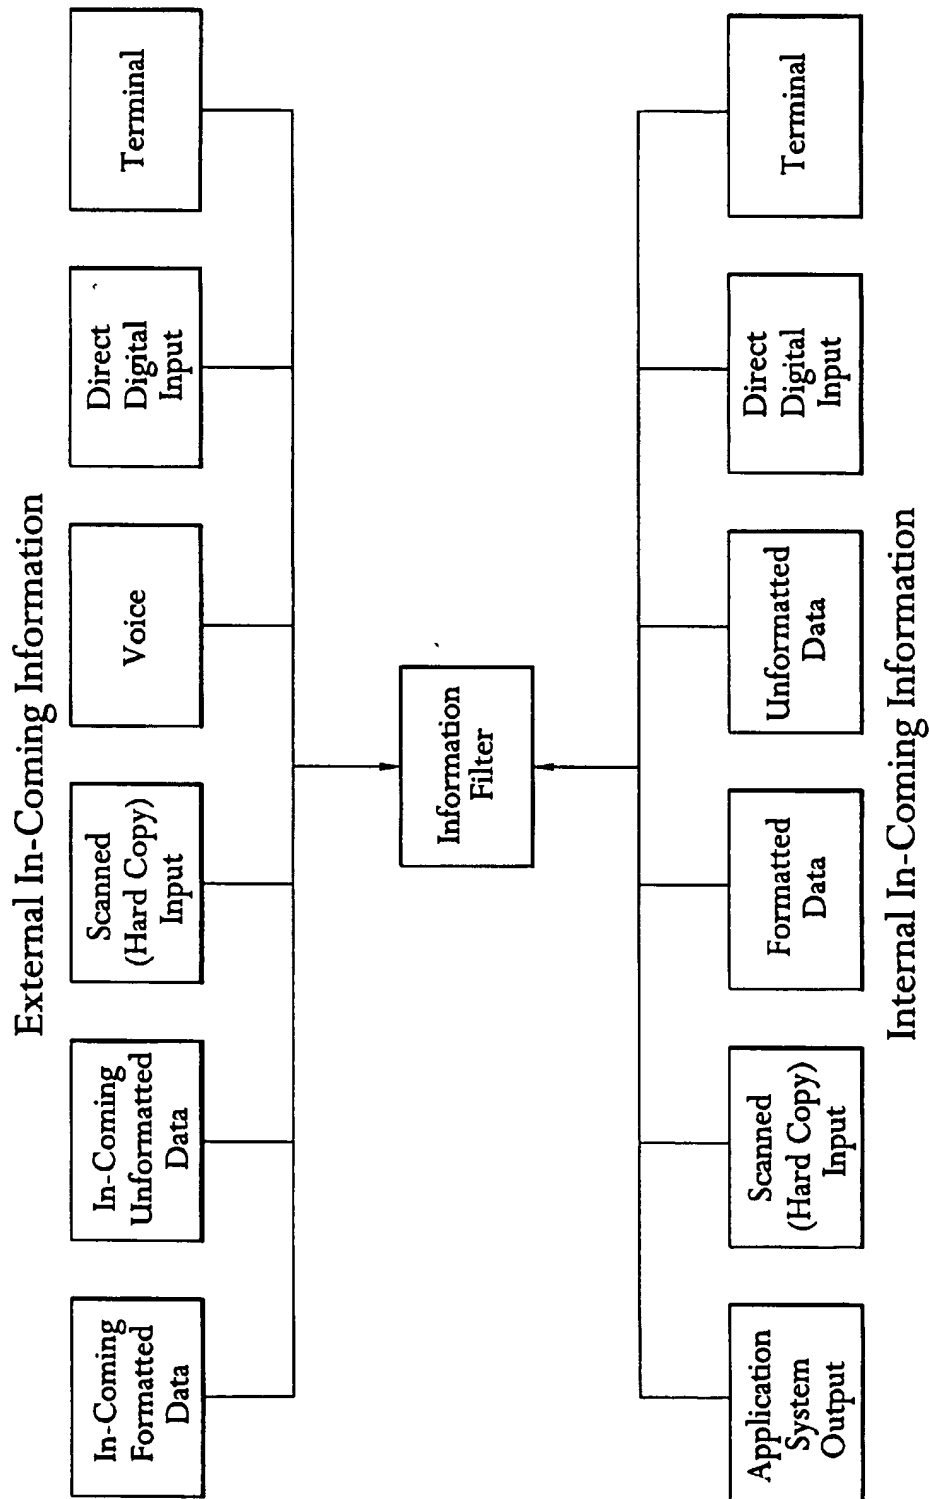 External In-Coming Information
In-Coming
Formatted
Data
In-Coming
Unformatted
Data
Scanned
(Hard Copy)
Input
Voice
Direct
Digital
Input
Terminal
Information
Filter
Application
System
Output
Scanned
(Hard Copy)
Input
Formatted
Data
Unformatted
Data
Direct
Digital
Input
Terminal
Internal In-Coming Information